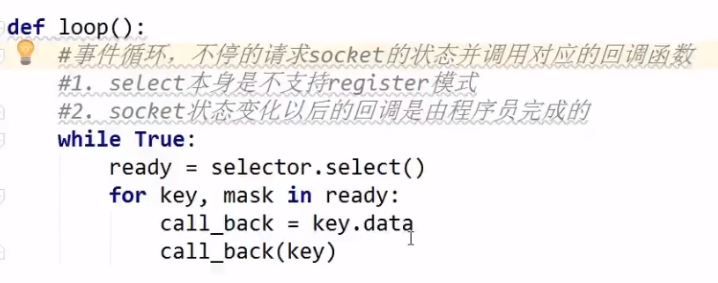 def loop():
#事件循环，不停的请求socket的状态并调用对应的回调函数
#1. select本身是不支持register模式
#2. socket状态变化以后的回调是由程序员完成的
while True:
ready = selector.select()
for key, mask in ready:
call_back = key.data
call_back(key)